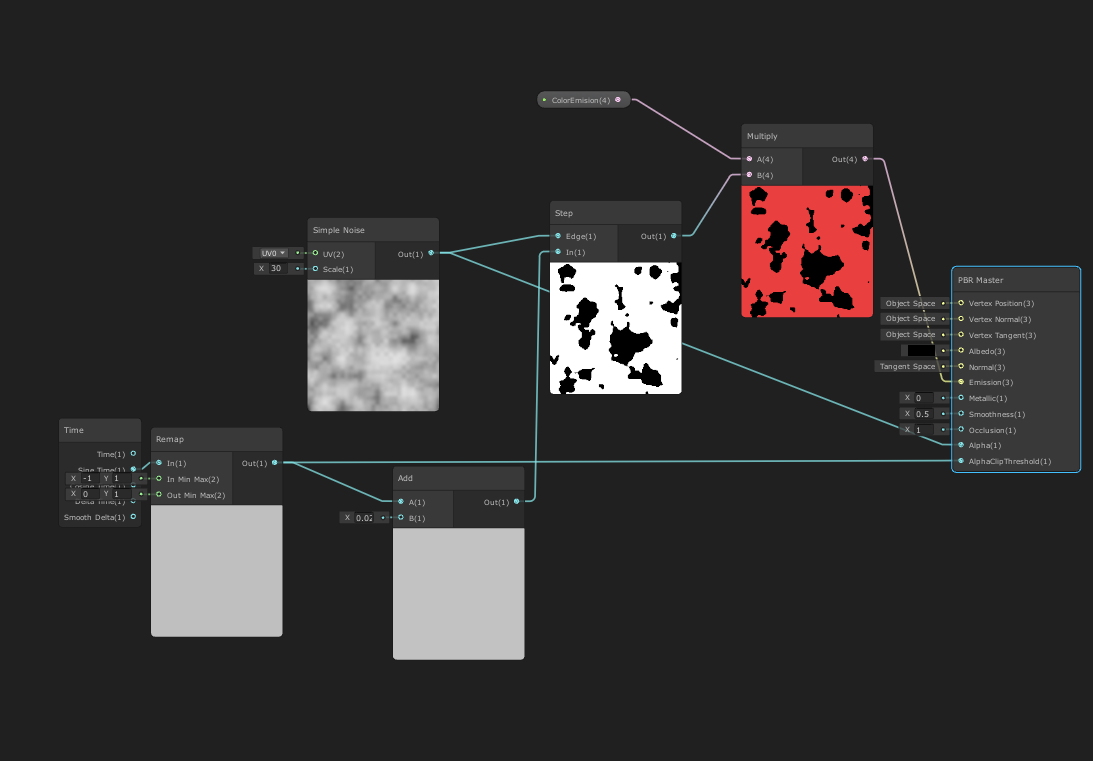 ColorEmision(4)
Multiply
A(4) Out(4)
B(4)
Step
Edge(1) Out(1)
In(1)
Simple Noise
UV0 UV(2) Out(1)
X 30 Scale(1)
PBR Master
Object Space Vertex Position(3)
Object Space Vertex Normal(3)
Object Space Vertex Tangent(3)
Albedo(3)
Tangent Space Normal(3)
Emission(3)
X 0 Metallic(1)
X 0.5 Smoothness(1)
X 1 Occlusion(1)
Alpha(1)
AlphaClipThreshold(1)
Time
Time(1)
Sine Time(1)
Delta Time(1)
Smooth Delta(1)
Remap
In(1) Out(1)
X -1 Y 1 In Min Max(2)
X 0 Y 1 Out Min Max(2)
Add
A(1) Out(1)
X 0.02 B(1)